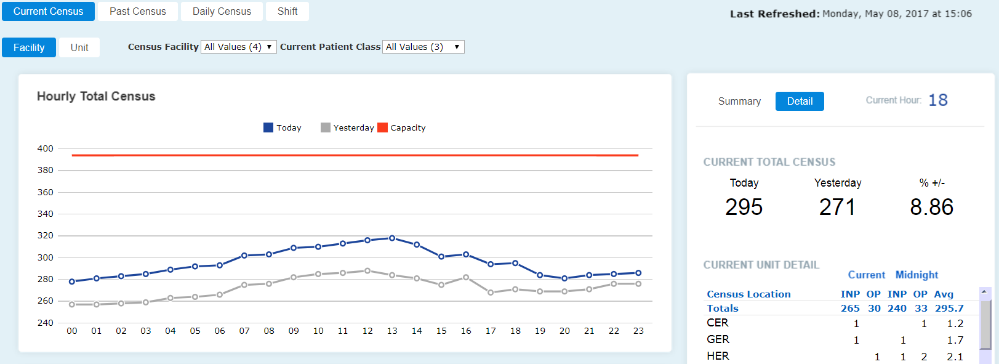 Current Census Past Census Daily Census Shift
Last Refreshed: Monday, May 08, 2017 at 15:06
Facility Unit Census Facility All Values (4) ▼ Current Patient Class All Values (3) ▼
Hourly Total Census
Today Yesterday Capacity
400
380
360
340
320
300
280
260
240
00 01 02 03 04 05 06 07 08 09 10 11 12 13 14 15 16 17 18 19 20 21 22 23
Summary Detail Current Hour: 18
CURRENT TOTAL CENSUS
Today Yesterday % +/-
295 271 8.86
CURRENT UNIT DETAIL
Current Midnight
Census Location INP OP INP OP Avg
Totals 265 30 240 33 295.7
CER 1 1 1.2
GER 1 1 1.7
HER 1 1 2 2.1